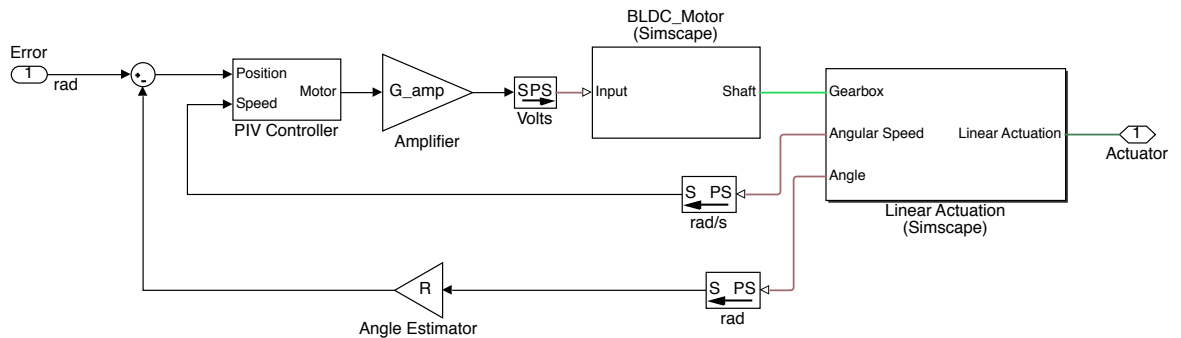 BLDC_Motor
(Simscape)
Error
1
rad
+
-
Position
Speed
Motor
PIV Controller
G_amp
Amplifier
S PS
Volts
Input
Shaft
Gearbox
Angular Speed
Angle
Linear Actuation
Linear Actuation
(Simscape)
1
Actuator
S PS
rad/s
R
Angle Estimator
S PS
rad